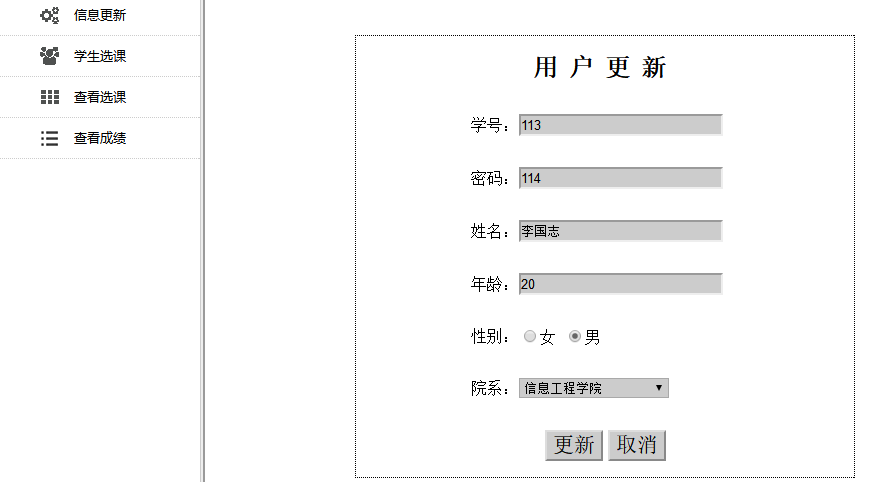 信息更新
学生选课
查看选课
查看成绩
用 户 更 新
学号：113
密码：114
姓名：李国志
年龄：20
性别：女 男
院系：信息工程学院
更新 取消